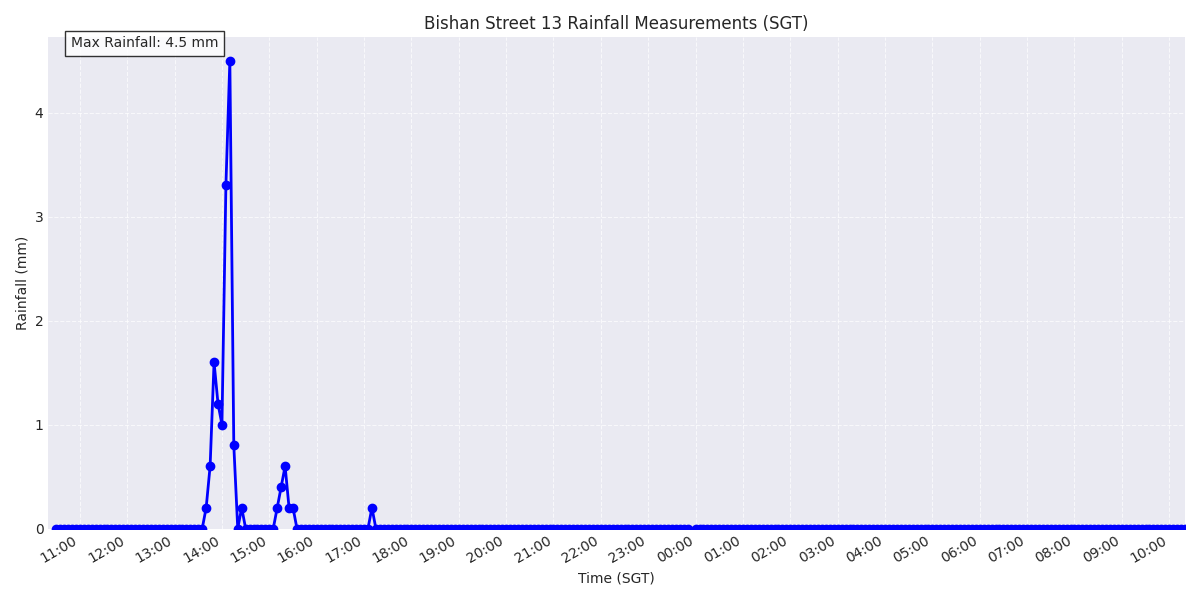 Bishan Street 13 Rainfall Measurements (SGT)
Max Rainfall: 4.5 mm
Rainfall (mm)
4
3
2
1
0
11:00 12:00 13:00 14:00 15:00 16:00 17:00 18:00 19:00 20:00 21:00 22:00 23:00 00:00 01:00 02:00 03:00 04:00 05:00 06:00 07:00 08:00 09:00 10:00
Time (SGT)